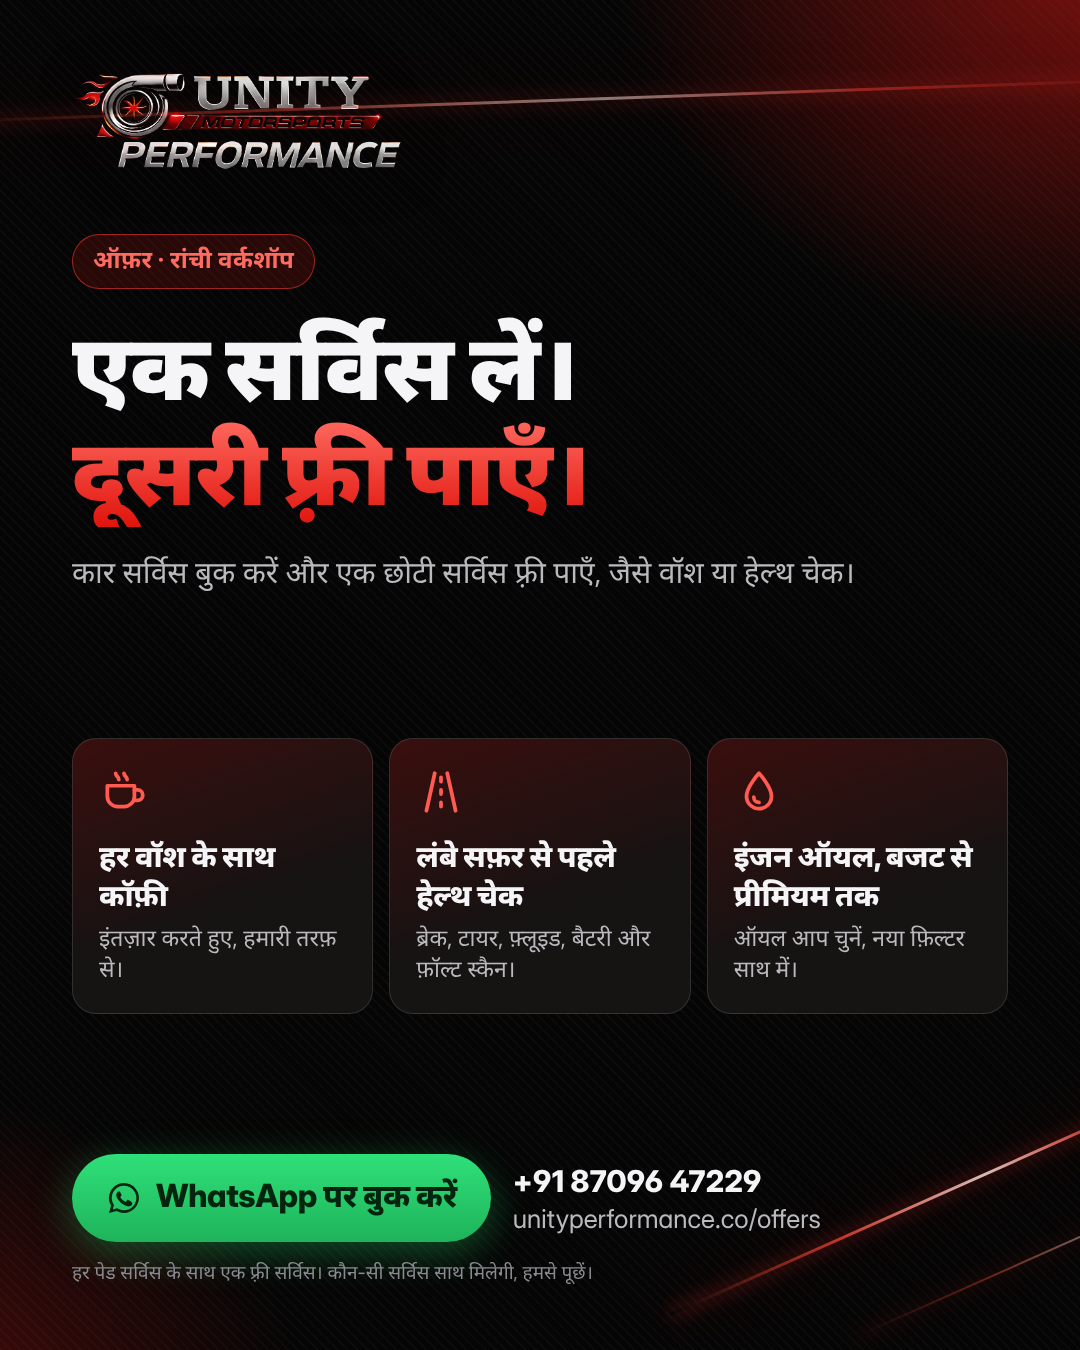 UNITY
MOTORSPORTS
PERFORMANCE
ऑफ़र · रांची वर्कशॉप
एक सर्विस लें।
दूसरी फ़्री पाएँ।
कार सर्विस बुक करें और एक छोटी सर्विस फ़्री पाएँ, जैसे वॉश या हेल्थ चेक।
हर वॉश के साथ
कॉफ़ी
इंतज़ार करते हुए, हमारी तरफ़
से।
लंबे सफ़र से पहले
हेल्थ चेक
ब्रेक, टायर, फ़्लूइड, बैटरी और
फ़ॉल्ट स्कैन।
इंजन ऑयल, बजट से
प्रीमियम तक
ऑयल आप चुनें, नया फ़िल्टर
साथ में।
WhatsApp पर बुक करें
+91 87096 47229
unityperformance.co/offers
हर पेड सर्विस के साथ एक फ़्री सर्विस। कौन-सी सर्विस साथ मिलेगी, हमसे पूछें।